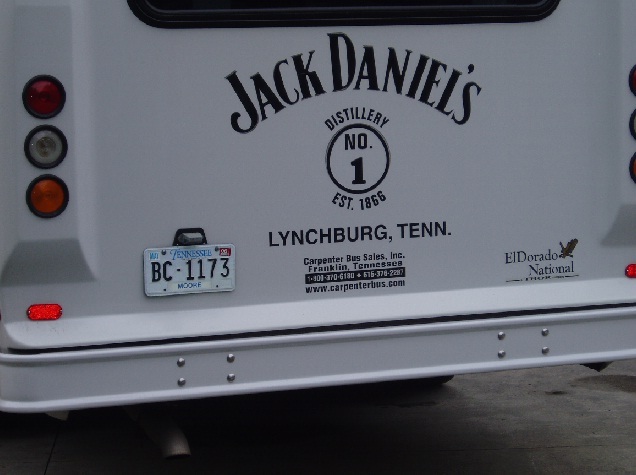 JACK DANIEL'S
DISTILLERY
NO.
1
EST. 1866
LYNCHBURG, TENN.
Carpenter Bus Sales, Inc.
Franklin, Tennessee
www.carpenterbus.com
TENNESSEE
BC-1173
MOORE
ElDorado
National